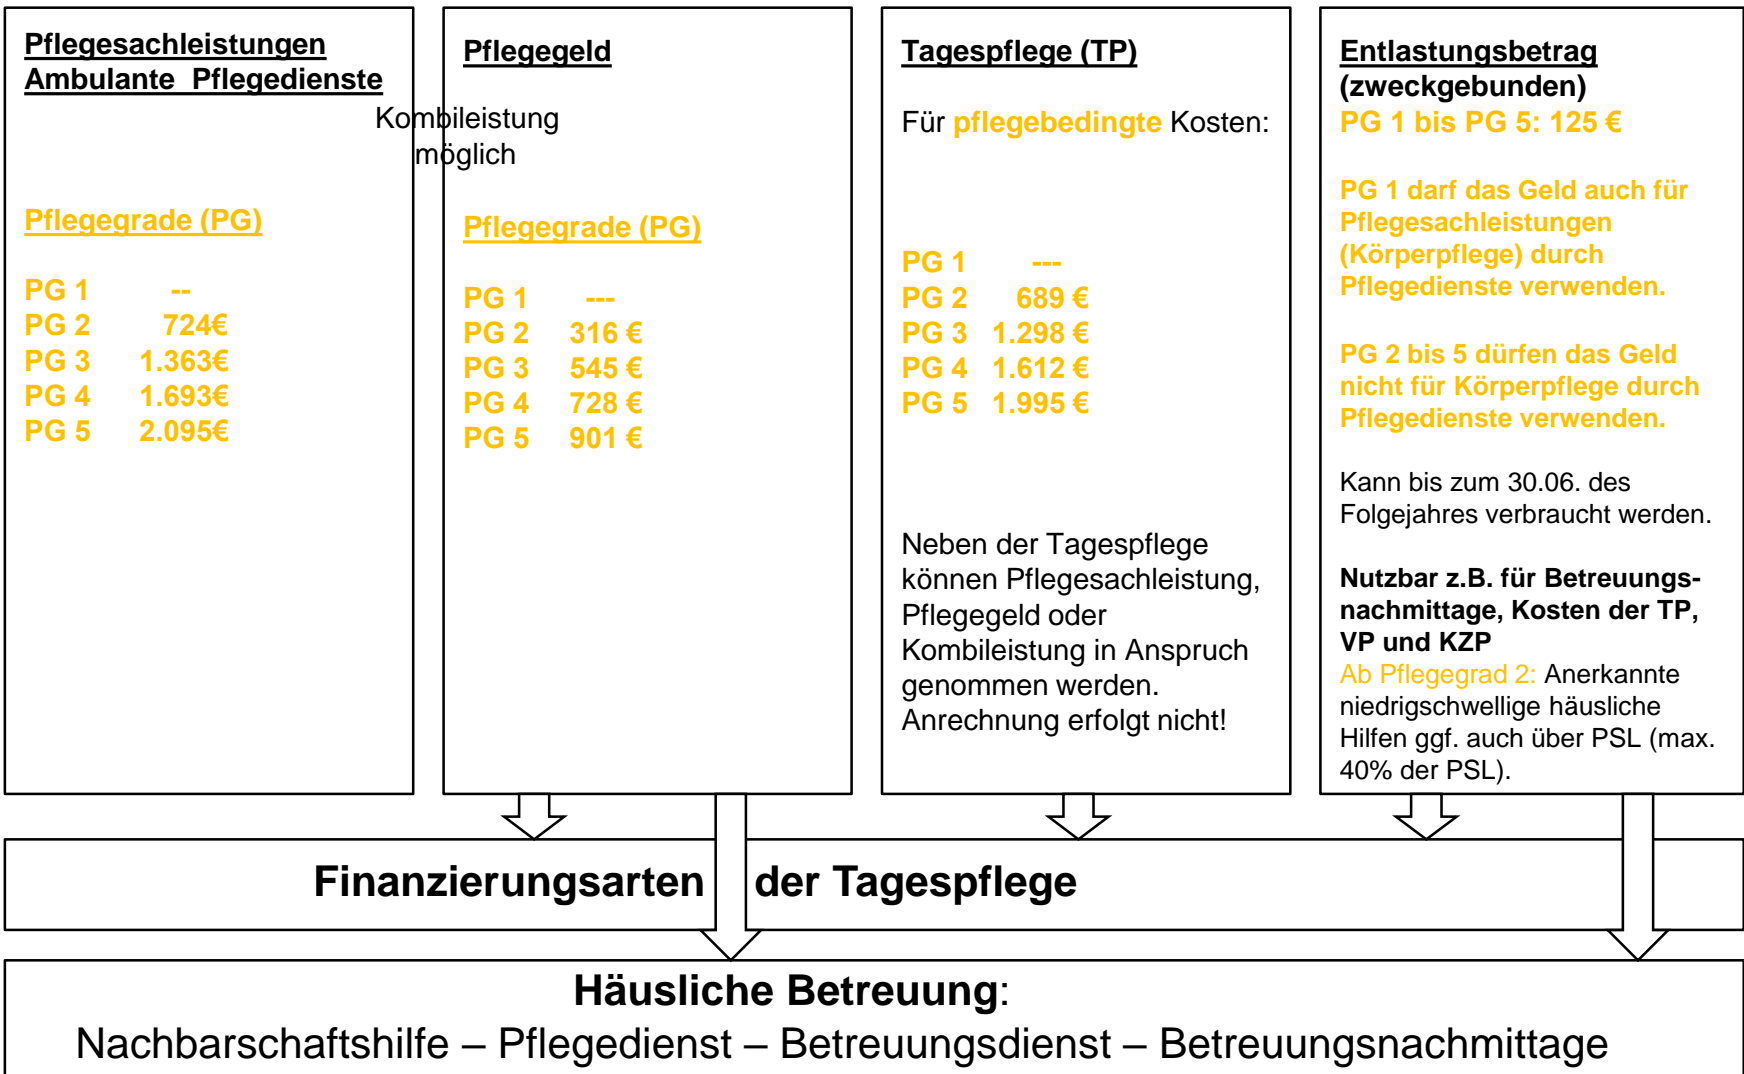 Pflegesachleistungen
Ambulante Pflegedienste
Kombileistung
möglich
Pflegegrade (PG)
PG 1 --
PG 2 724€
PG 3 1.363€
PG 4 1.693€
PG 5 2.095€
Pflegegeld
Pflegegrade (PG)
PG 1 ---
PG 2 316 €
PG 3 545 €
PG 4 728 €
PG 5 901 €
Tagespflege (TP)
Für pflegebedingte Kosten:
PG 1 ---
PG 2 689 €
PG 3 1.298 €
PG 4 1.612 €
PG 5 1.995 €
Neben der Tagespflege
können Pflegesachleistung,
Pflegegeld oder
Kombileistung in Anspruch
genommen werden.
Anrechnung erfolgt nicht!
Entlastungsbetrag
(zweckgebunden)
PG 1 bis PG 5: 125 €
PG 1 darf das Geld auch für
Pflegesachleistungen
(Körperpflege) durch
Pflegedienste verwenden.
PG 2 bis 5 dürfen das Geld
nicht für Körperpflege durch
Pflegedienste verwenden.
Kann bis zum 30.06. des
Folgejahres verbraucht werden.
Nutzbar z.B. für Betreuungs-
nachmittage, Kosten der TP,
VP und KZP
Ab Pflegegrad 2: Anerkannte
niedrigschwellige häusliche
Hilfen ggf. auch über PSL (max.
40% der PSL).
Finanzierungsarten der Tagespflege
Häusliche Betreuung:
Nachbarschaftshilfe – Pflegedienst – Betreuungsdienst – Betreuungsnachmittage